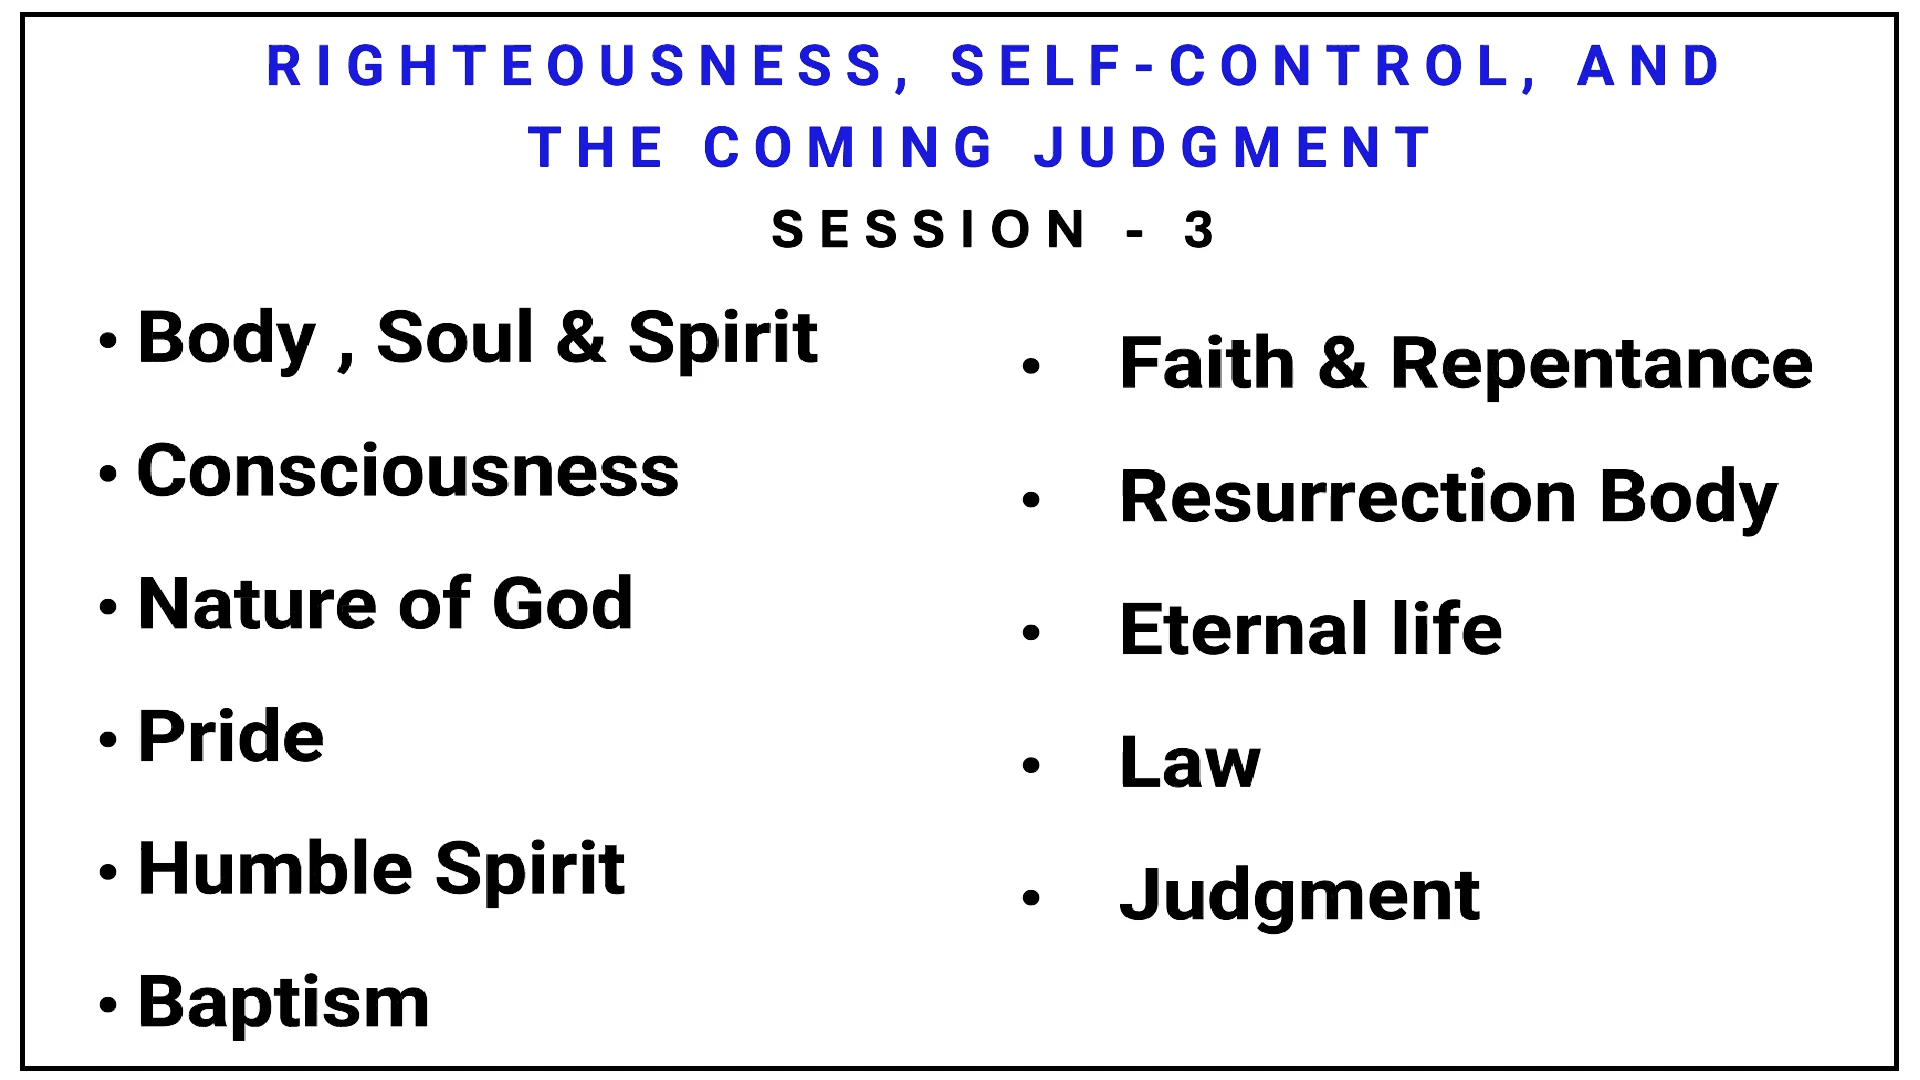 RIGHTEOUSNESS, SELF-CONTROL, AND
THE COMING JUDGMENT
SESSION - 3
• Body , Soul & Spirit
• Consciousness
• Nature of God
• Pride
• Humble Spirit
• Baptism
• Faith & Repentance
• Resurrection Body
• Eternal life
• Law
• Judgment